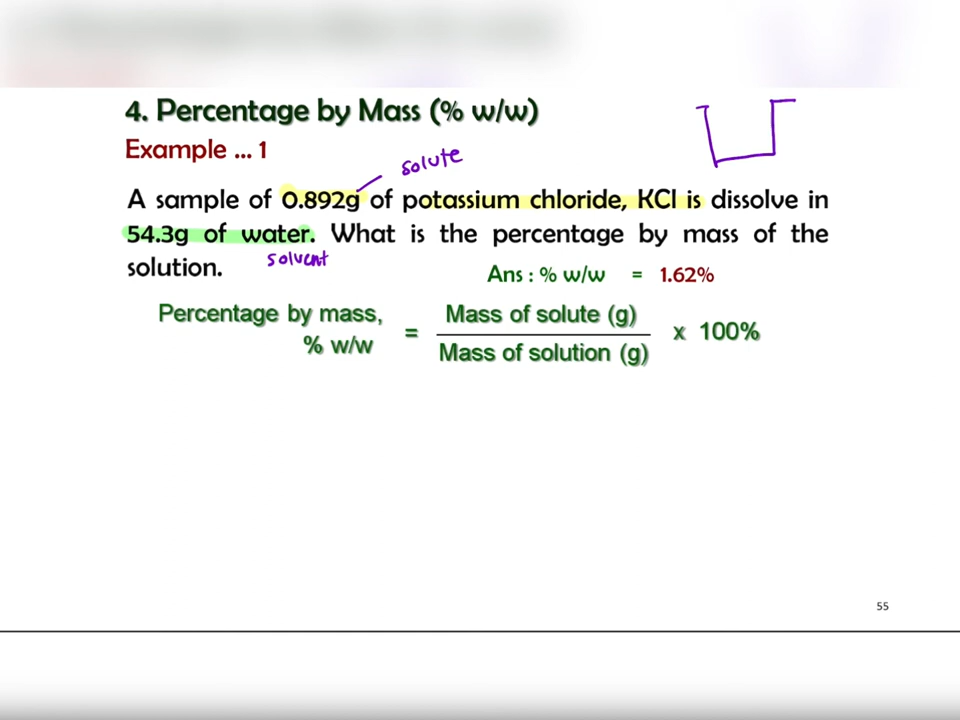 4. Percentage by Mass (% w/w)
Example ... 1
solute
A sample of 0.892g of potassium chloride, KCl is dissolve in
54.3g of water. What is the percentage by mass of the
solvent
solution.
Ans : % w/w = 1.62%
Percentage by mass, % w/w = Mass of solute (g) / Mass of solution (g) x 100%
55